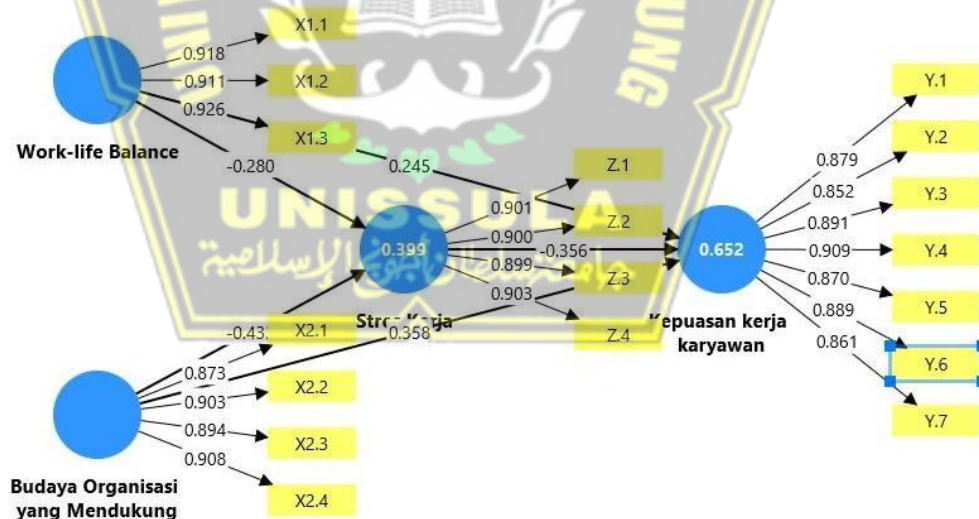 X1.1
0.918
0.911
X1.2
0.926
X1.3
Work-life Balance
-0.280
0.245
Z.1
0.901
Z.2
0.900
-0.356
0.899
Z.3
0.903
Z.4
0.399
Kerja
0.652
Kepuasan kerja
karyawan
Y.1
0.879
Y.2
0.852
Y.3
0.891
0.909
Y.4
0.870
Y.5
0.889
Y.6
0.861
Y.7
X2.1
0.358
0.873
X2.2
0.903
0.894
X2.3
0.908
X2.4
Budaya Organisasi
yang Mendukung
UNISSULA
UNG